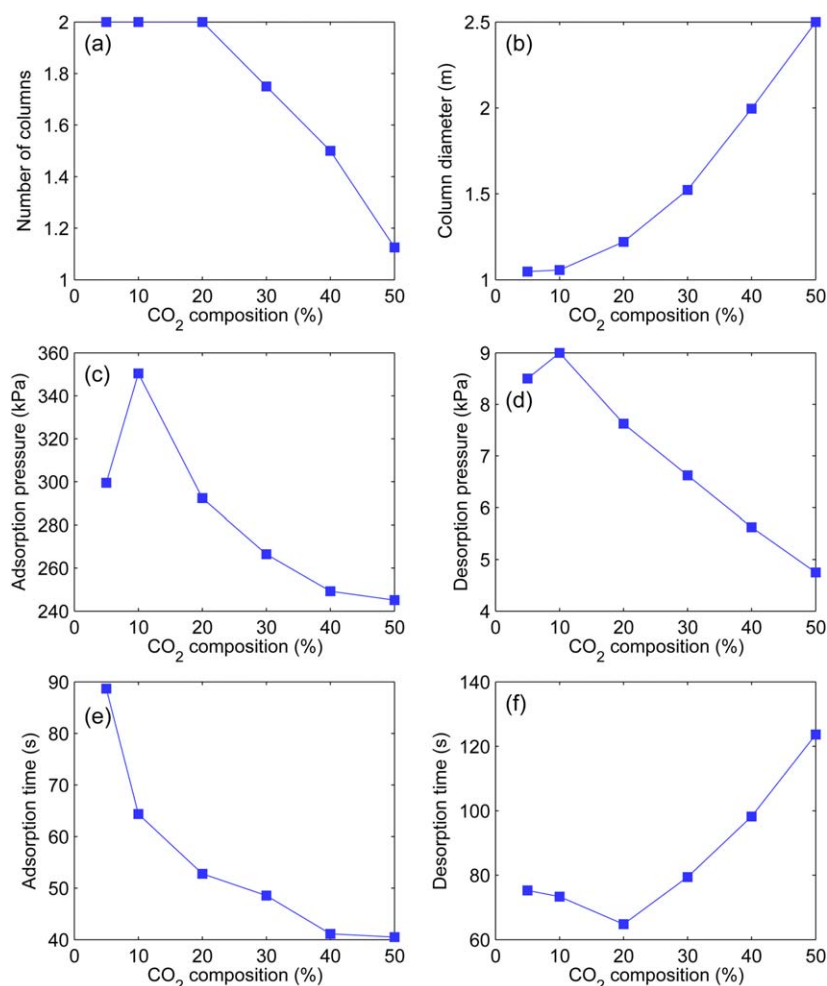 (a)
Number of columns
2
1.8
1.6
1.4
1.2
1
0 10 20 30 40 50
CO2 composition (%)
(b)
Column diameter (m)
2.5
2
1.5
1
0 10 20 30 40 50
CO2 composition (%)
(c)
Adsorption pressure (kPa)
360
340
320
300
280
260
240
0 10 20 30 40 50
CO2 composition (%)
(d)
Desorption pressure (kPa)
9
8
7
6
5
4
0 10 20 30 40 50
CO2 composition (%)
(e)
Adsorption time (s)
90
80
70
60
50
40
0 10 20 30 40 50
CO2 composition (%)
(f)
Desorption time (s)
140
120
100
80
60
0 10 20 30 40 50
CO2 composition (%)